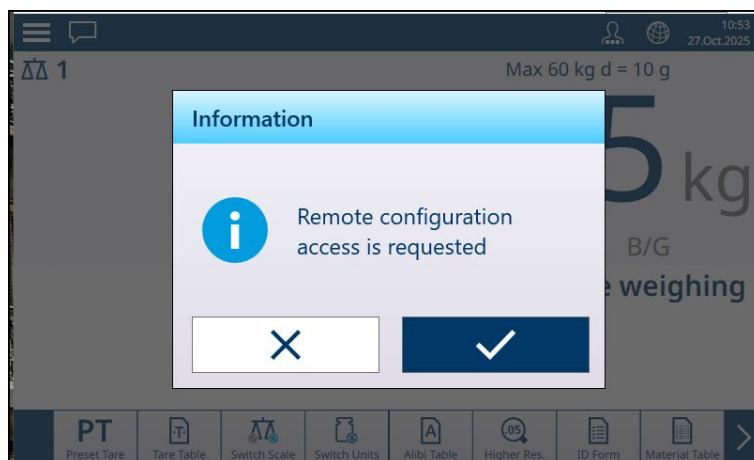 10:53
27.Oct.2025
1
Max 60 kg d = 10 g
Information
5 kg
Remote configuration
access is requested
B/G
weighing
PT
Preset Tare
T
Tare Table
Switch Scale
Switch Units
A
Alibi Table
.05
Higher Res.
ID Form
Material Table